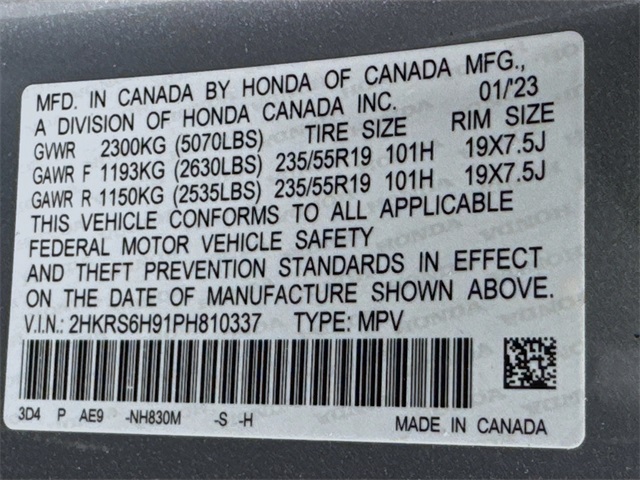 MFD. IN CANADA BY HONDA OF CANADA MFG.,
A DIVISION OF HONDA CANADA INC. 01/'23
GVWR 2300KG (5070LBS) TIRE SIZE RIM SIZE
GAWR F 1193KG (2630LBS) 235/55R19 101H 19X7.5J
GAWR R 1150KG (2535LBS) 235/55R19 101H 19X7.5J
THIS VEHICLE CONFORMS TO ALL APPLICABLE
FEDERAL MOTOR VEHICLE SAFETY
AND THEFT PREVENTION STANDARDS IN EFFECT
ON THE DATE OF MANUFACTURE SHOWN ABOVE.
V.I.N.: 2HKRS6H91PH810337 TYPE: MPV
3D4 P AE9 -NH830M -S -H MADE IN CANADA